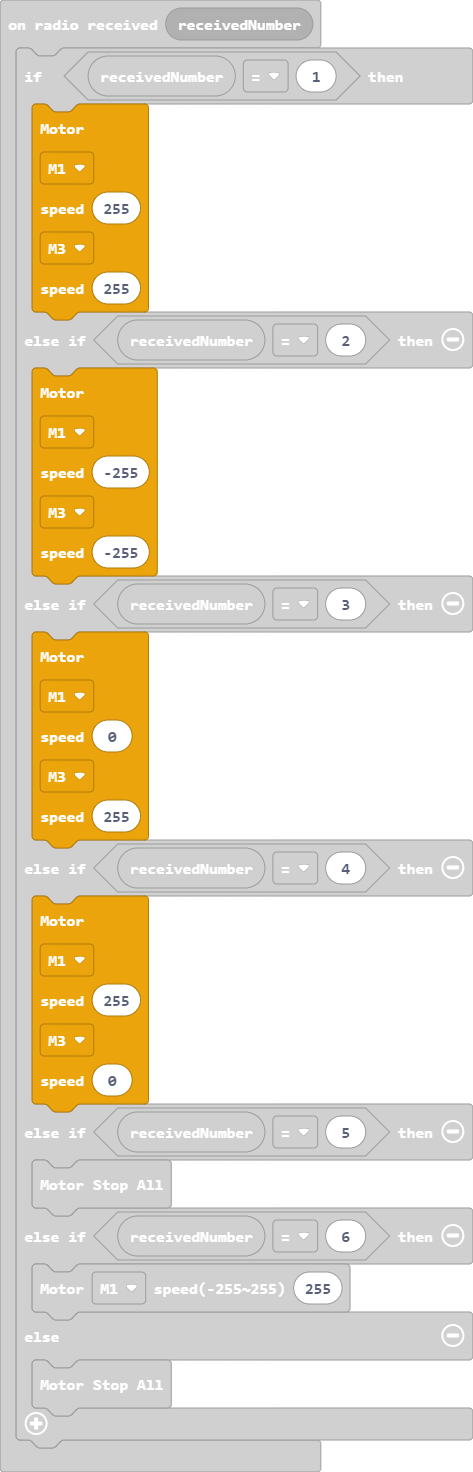 on radio received receivedNumber
if receivedNumber = 1 then
Motor
M1
speed 255
M3
speed 255
else if receivedNumber = 2 then
Motor
M1
speed -255
M3
speed -255
else if receivedNumber = 3 then
Motor
M1
speed 0
M3
speed 255
else if receivedNumber = 4 then
Motor
M1
speed 255
M3
speed 0
else if receivedNumber = 5 then
Motor Stop All
else if receivedNumber = 6 then
Motor M1 speed(-255~255) 255
else
Motor Stop All